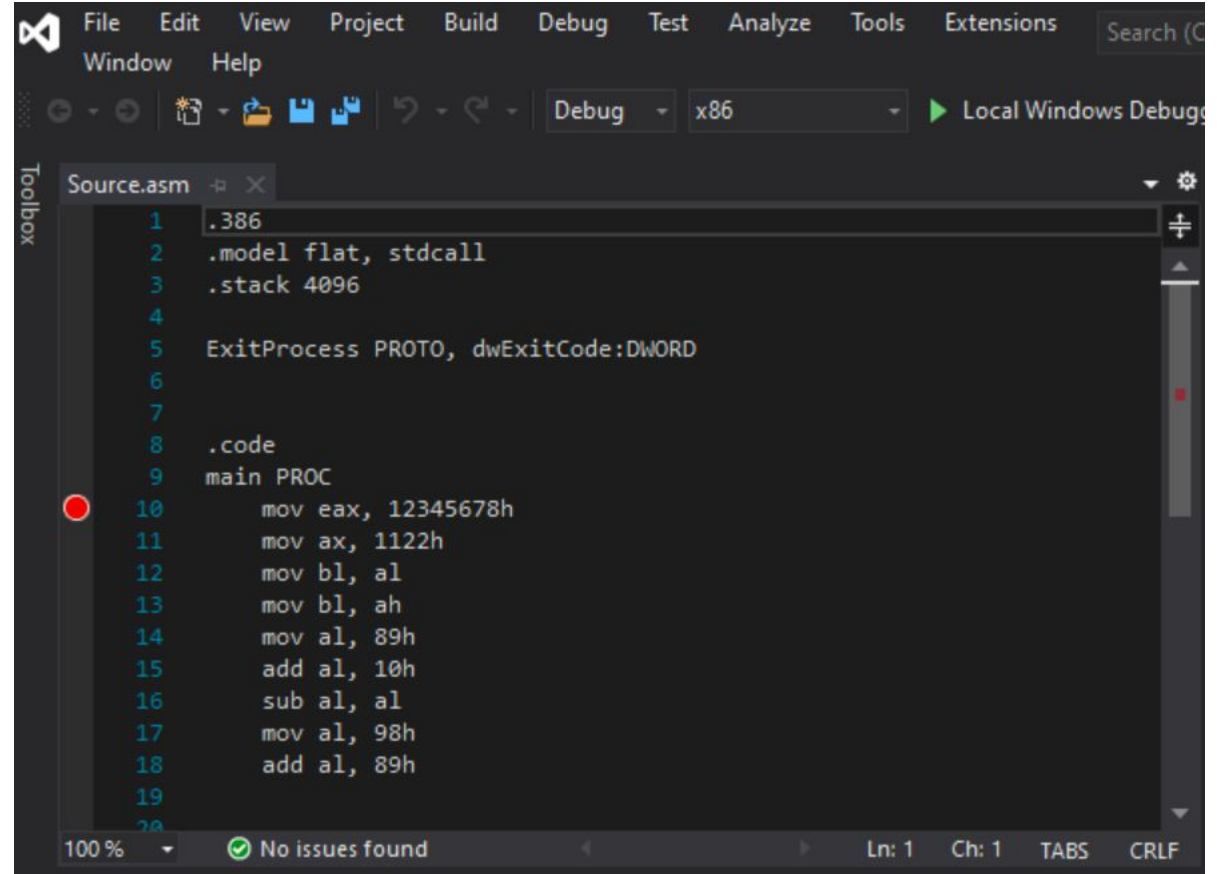 File Edit View Project Build Debug Test Analyze Tools Extensions
Search (C
Window Help
Debug x86 Local Windows Debugg
Toolbox
Source.asm
1 .386
2 .model flat, stdcall
3 .stack 4096
4
5 ExitProcess PROTO, dwExitCode:DWORD
6
7
8 .code
9 main PROC
10 mov eax, 12345678h
11 mov ax, 1122h
12 mov bl, al
13 mov bl, ah
14 mov al, 89h
15 add al, 10h
16 sub al, al
17 mov al, 98h
18 add al, 89h
19
20
100 % No issues found Ln: 1 Ch: 1 TABS CRLF